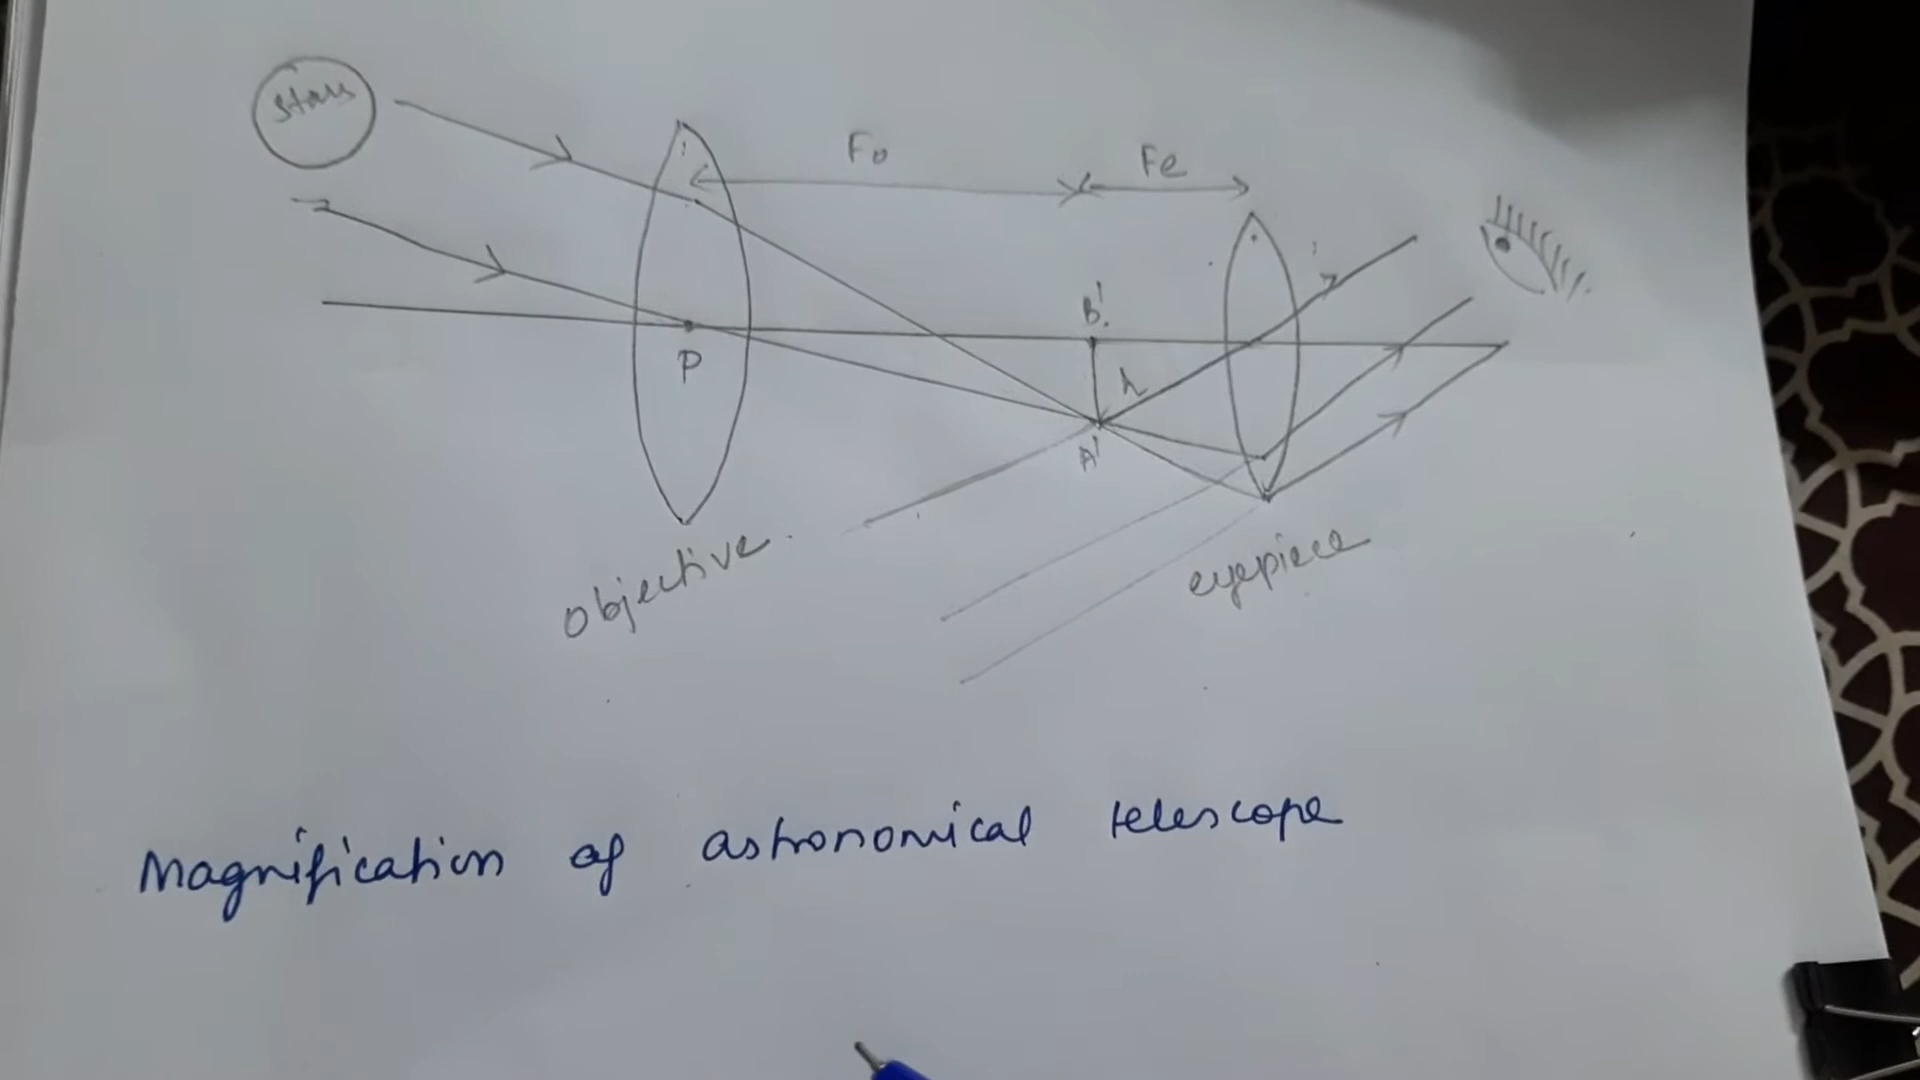 Stars
Fo
Fe
B'
P
h
A'
objective
eyepiece
Magnification of astronomical telescope